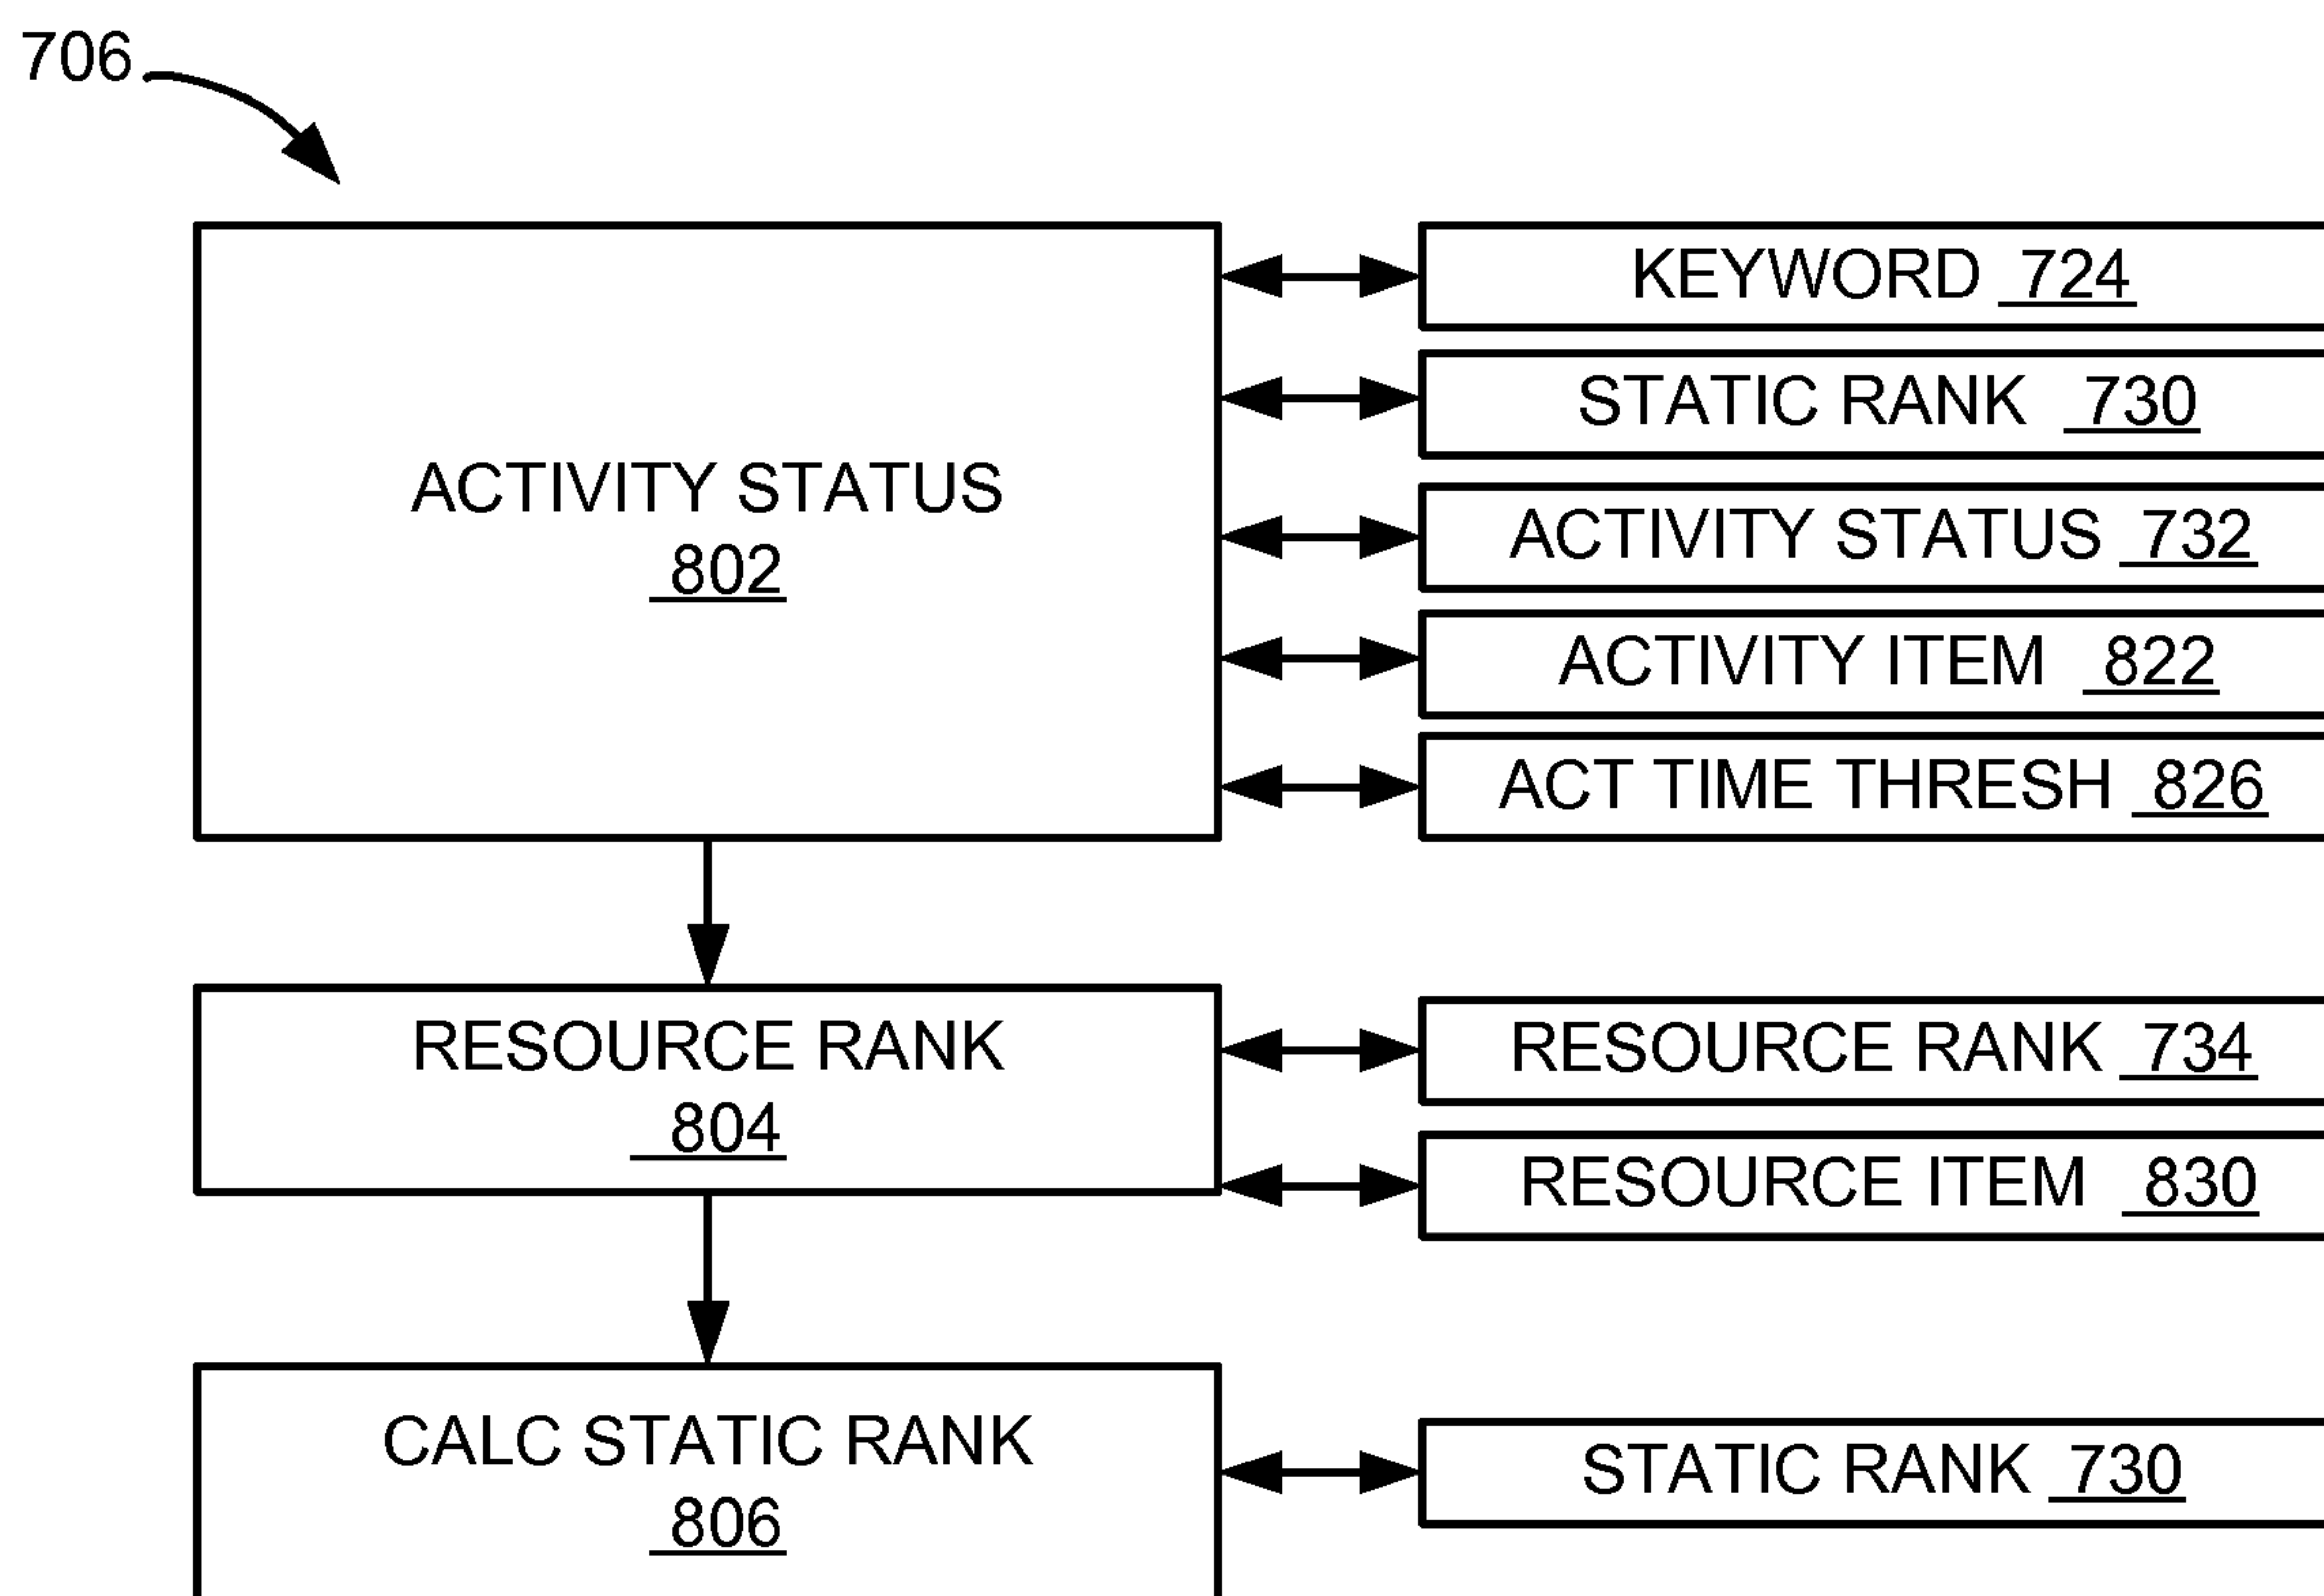 706
ACTIVITY STATUS
802
KEYWORD 724
STATIC RANK 730
ACTIVITY STATUS 732
ACTIVITY ITEM 822
ACT TIME THRESH 826
RESOURCE RANK
804
RESOURCE RANK 734
RESOURCE ITEM 830
CALC STATIC RANK
806
STATIC RANK 730